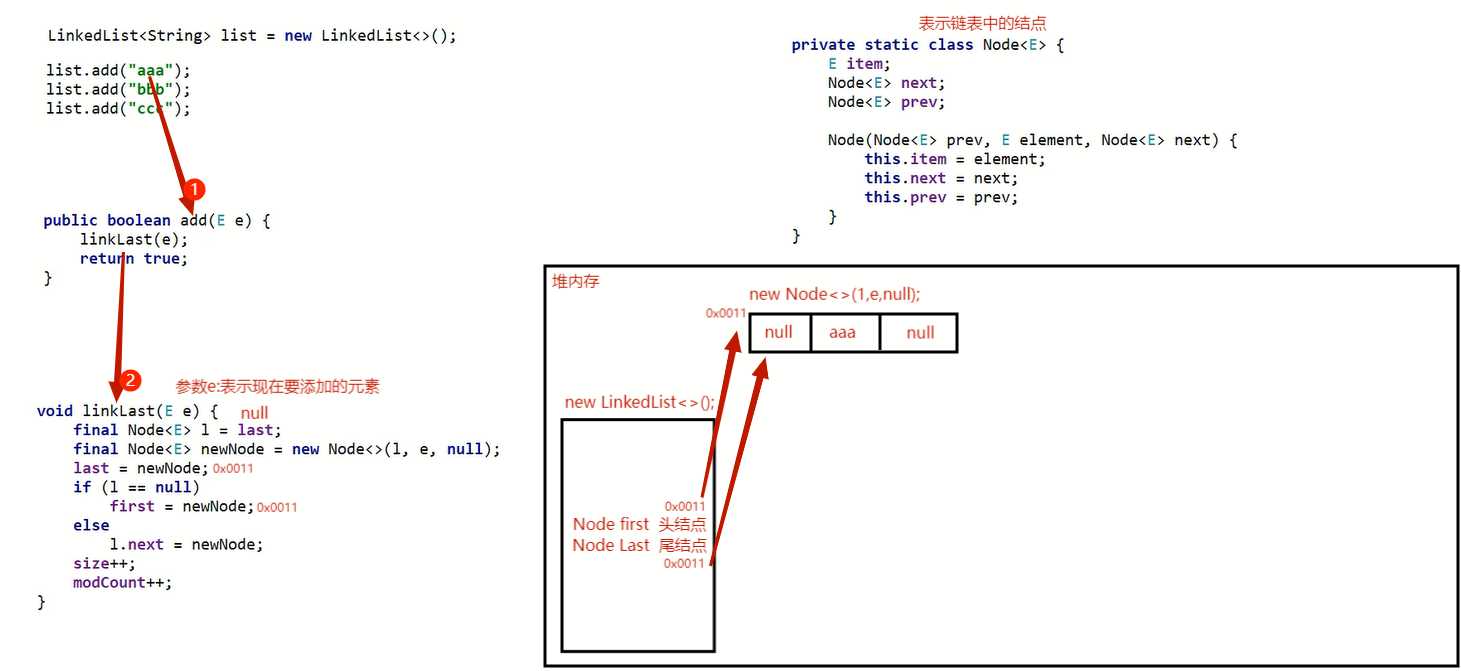 LinkedList<String> list = new LinkedList<>();
list.add("aaa");
list.add("bbb");
list.add("ccc");
1
public boolean add(E e) {
linkLast(e);
return true;
}
2
参数e:表示现在要添加的元素
void linkLast(E e) {
null
final Node<E> l = last;
final Node<E> newNode = new Node<>(l, e, null);
last = newNode; 0x0011
if (l == null)
first = newNode; 0x0011
else
l.next = newNode;
size++;
modCount++;
}
表示链表中的结点
private static class Node<E> {
E item;
Node<E> next;
Node<E> prev;
Node(Node<E> prev, E element, Node<E> next) {
this.item = element;
this.next = next;
this.prev = prev;
}
}
堆内存
new Node<>(1,e,null);
0x0011
null aaa null
new LinkedList<>();
0x0011
Node first 头结点
Node Last 尾结点
0x0011